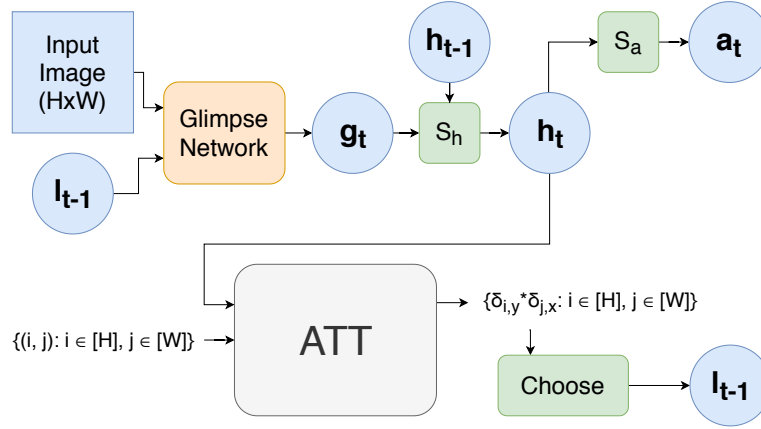 Input
Image
(HxW)
Glimpse
Network
l_{t-1}
g_t
h_{t-1}
S_h
h_t
S_a
a_t
{(i, j): i ∈ [H], j ∈ [W]}
ATT
{δ_{i,y}*δ_{j,x}: i ∈ [H], j ∈ [W]}
Choose
l_{t-1}